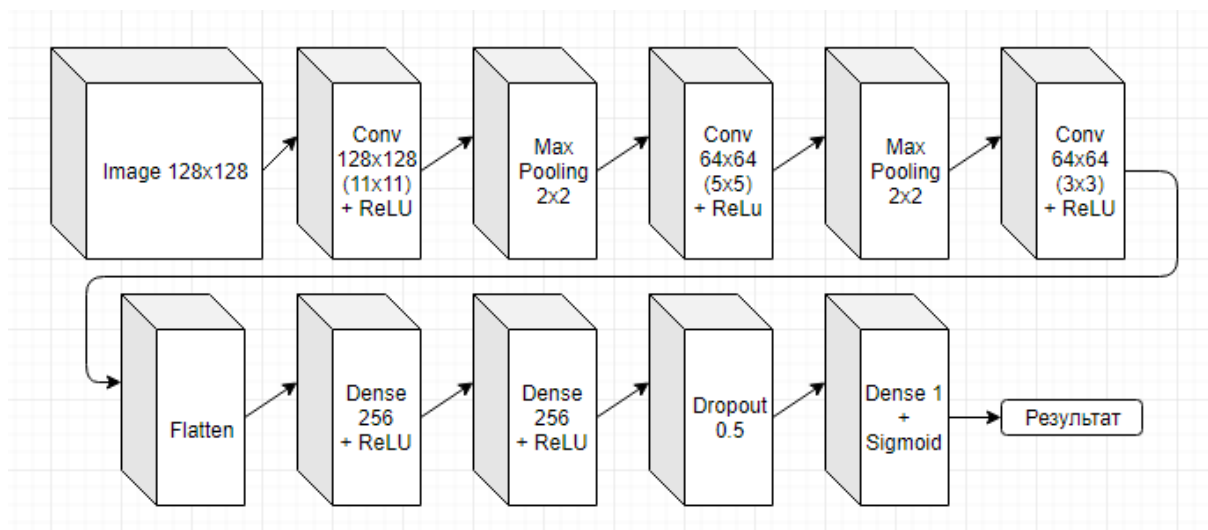 Image 128x128
Conv
128x128
(11x11)
+ ReLU
Max
Pooling
2x2
Conv
64x64
(5x5)
+ ReLu
Max
Pooling
2x2
Conv
64x64
(3x3)
+ ReLU
Flatten
Dense
256
+ ReLU
Dense
256
+ ReLU
Dropout
0.5
Dense 1
+
Sigmoid
Результат